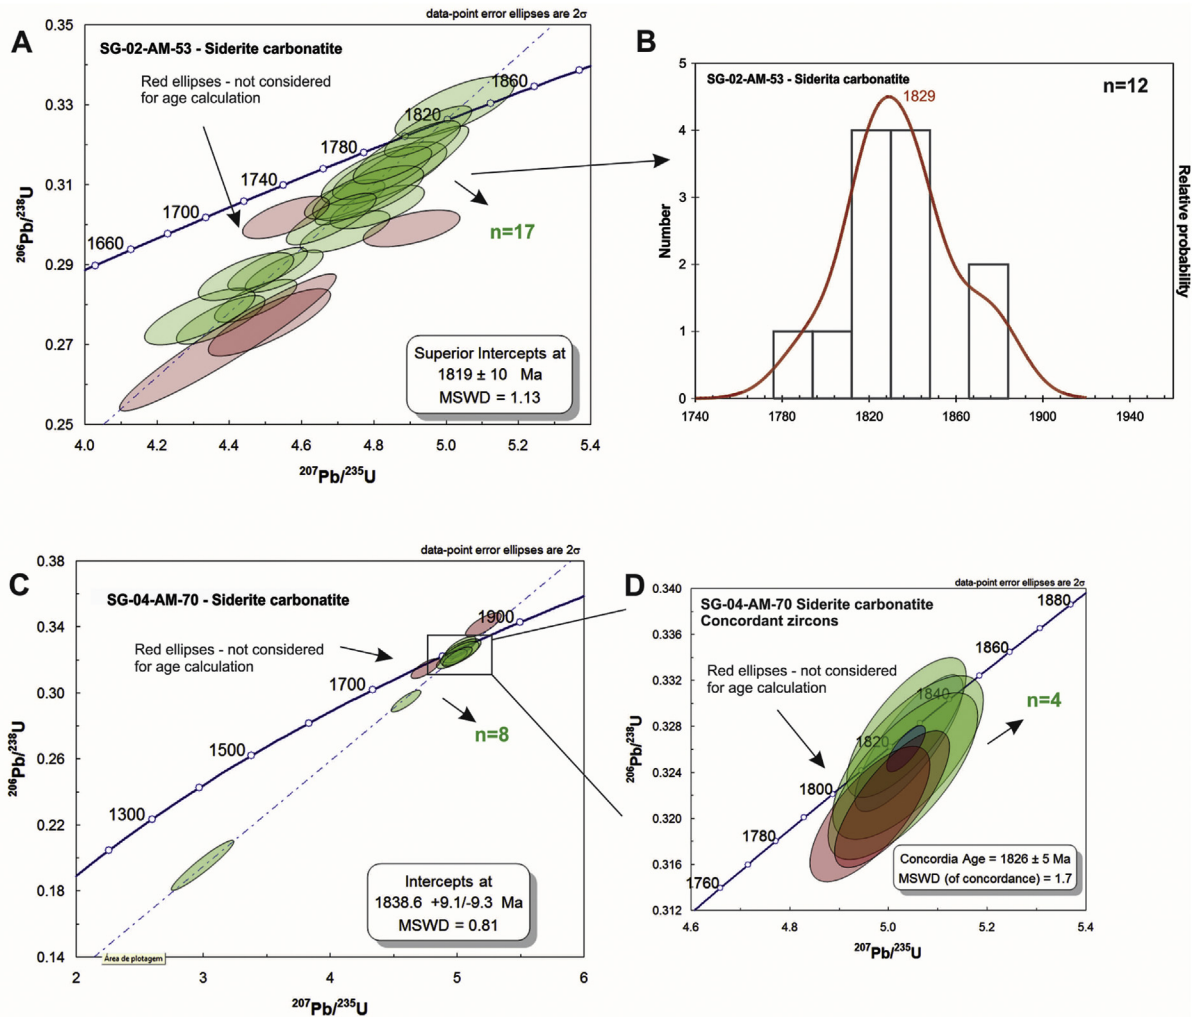 data-point error ellipses are 2σ
A
SG-02-AM-53 - Siderite carbonatite
Red ellipses - not considered
for age calculation
0.35
0.33
0.31
0.29
0.27
0.25
206Pb/238U
1660
1700
1740
1780
1820
1860
n=17
Superior Intercepts at
1819 ± 10 Ma
MSWD = 1.13
4.0 4.2 4.4 4.6 4.8 5.0 5.2 5.4
207Pb/235U
B
SG-02-AM-53 - Siderita carbonatite
n=12
1829
5
4
3
2
1
0
Number
Relative probability
1740 1780 1820 1860 1900 1940
data-point error ellipses are 2σ
C
SG-04-AM-70 - Siderite carbonatite
Red ellipses - not considered
for age calculation
0.38
0.34
0.30
0.26
0.22
0.18
0.14
206Pb/238U
1300
1500
1700
1900
n=8
Intercepts at
1838.6 +9.1/-9.3 Ma
MSWD = 0.81
Área de plotagem
2 3 4 5 6
207Pb/235U
data-point error ellipses are 2σ
D
SG-04-AM-70 Siderite carbonatite
Concordant zircons
Red ellipses - not considered
for age calculation
0.340
0.336
0.332
0.328
0.324
0.320
0.316
0.312
206Pb/238U
1760
1780
1800
1820
1840
1860
1880
n=4
Concordia Age = 1826 ± 5 Ma
MSWD (of concordance) = 1.7
4.6 4.8 5.0 5.2 5.4
207Pb/235U